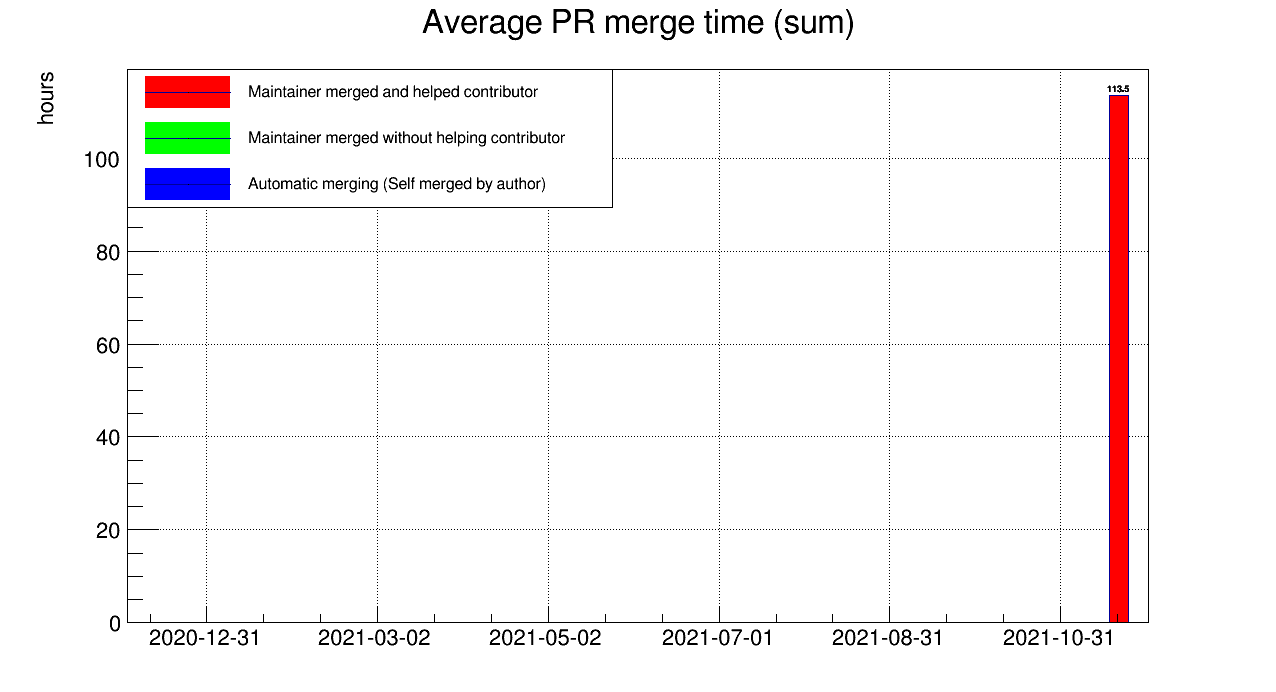 Average PR merge time (sum)
hours
Maintainer merged and helped contributor
Maintainer merged without helping contributor
Automatic merging (Self merged by author)
113.5
100
80
60
40
20
0
2020-12-31 2021-03-02 2021-05-02 2021-07-01 2021-08-31 2021-10-31